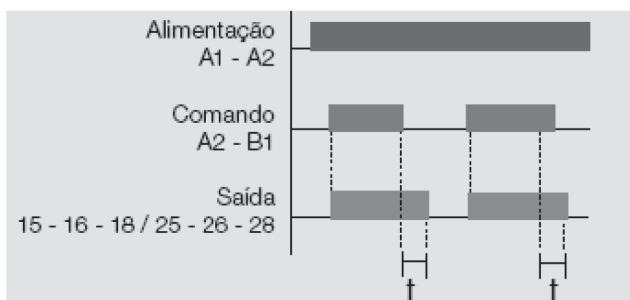 Alimentação
A1 - A2
Comando
A2 - B1
Saída
15 - 16 - 18 / 25 - 26 - 28
t t